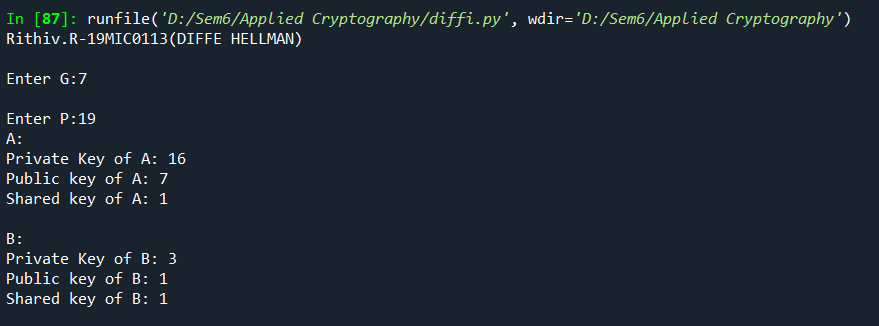 In [87]: runfile('D:/Sem6/Applied Cryptography/diffi.py', wdir='D:/Sem6/Applied Cryptography')
Rithiv.R-19MIC0113(DIFFE HELLMAN)
Enter G:7
Enter P:19
A:
Private Key of A: 16
Public key of A: 7
Shared key of A: 1
B:
Private Key of B: 3
Public key of B: 1
Shared key of B: 1